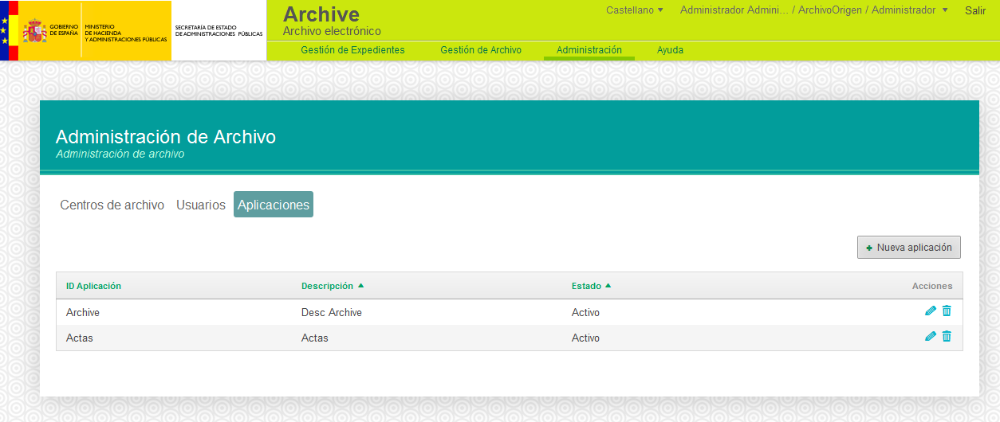 GOBIERNO
DE ESPAÑA
MINISTERIO
DE HACIENDA
Y ADMINISTRACIONES PÚBLICAS
SECRETARÍA DE ESTADO
DE ADMINISTRACIONES PÚBLICAS
Archive
Archivo electrónico
Castellano
Administrador Admini... / ArchivoOrigen / Administrador
Salir
Gestión de Expedientes
Gestión de Archivo
Administración
Ayuda
Administración de Archivo
Administración de archivo
Centros de archivo
Usuarios
Aplicaciones
Nueva aplicación
ID Aplicación
Descripción
Estado
Acciones
Archive
Desc Archive
Activo
Actas
Actas
Activo